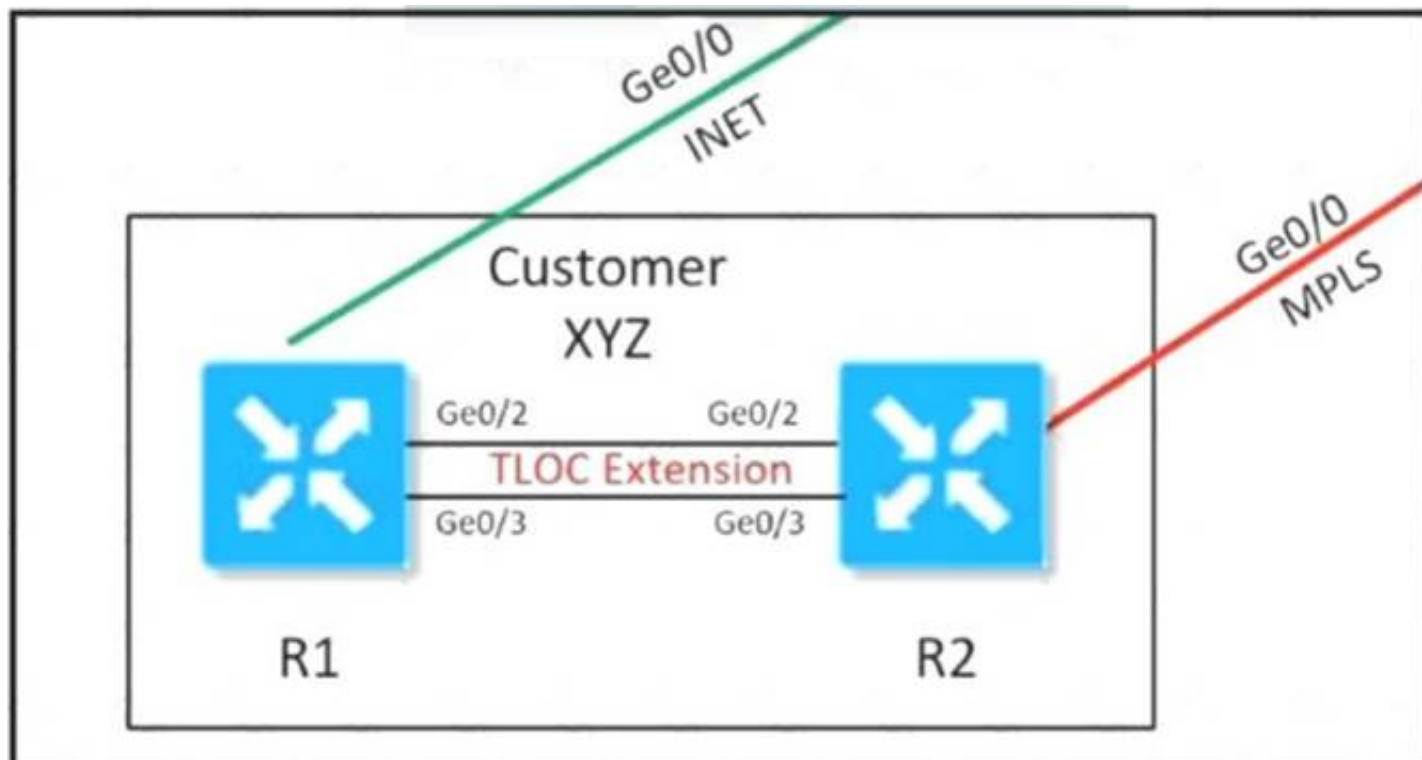 Ge0/0
INET
Ge0/0
MPLS
Customer
XYZ
Ge0/2
Ge0/2
TLOC Extension
Ge0/3
Ge0/3
R1
R2